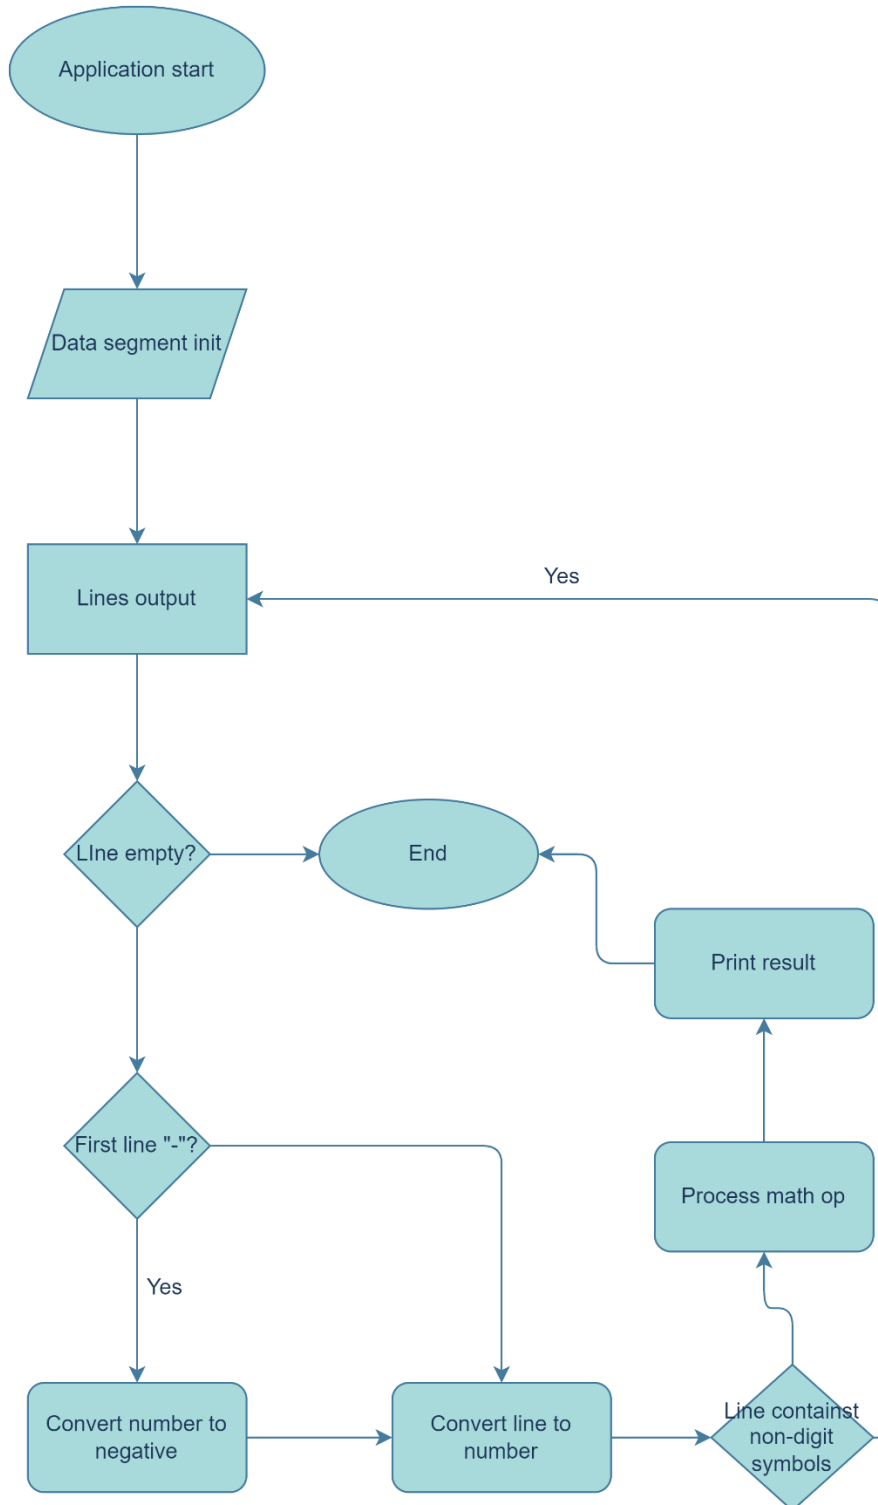 Application start
Data segment init
Lines output
Yes
LIne empty?
End
Print result
First line "-"?
Process math op
Yes
Convert number to
negative
Convert line to
number
Line containst
non-digit
symbols